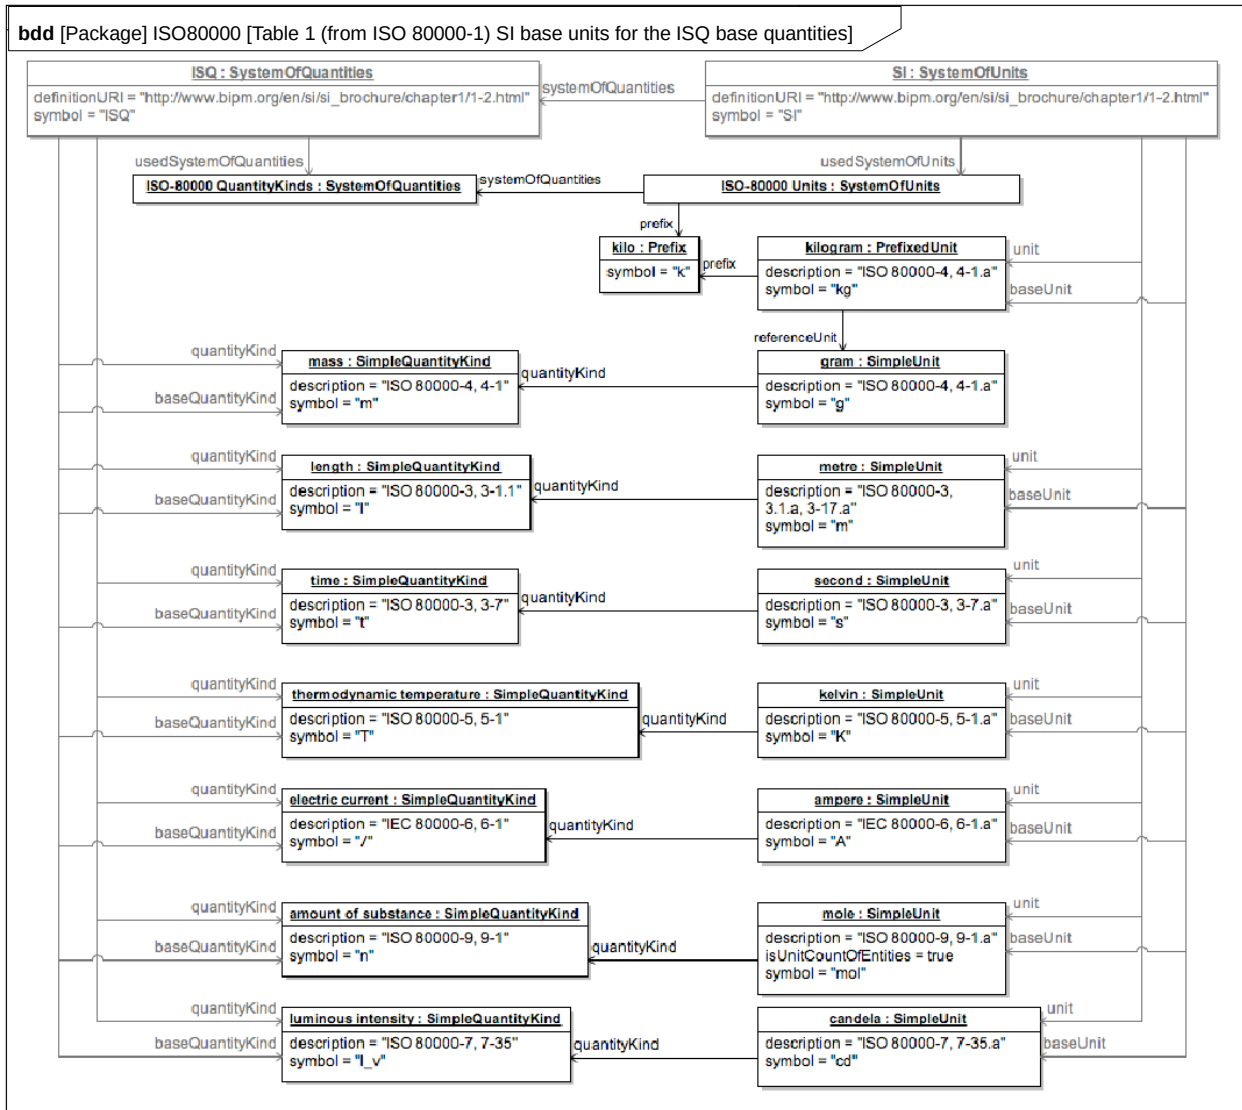 bdd [Package] ISO80000 [Table 1 (from ISO 80000-1) SI base units for the ISQ base quantities]
ISQ : SystemOfQuantities
definitionURI = "http://www.bipm.org/en/si/si_brochure/chapter1/1-2.html"
symbol = "ISQ"
systemOfQuantities
SI : SystemOfUnits
definitionURI = "http://www.bipm.org/en/si/si_brochure/chapter1/1-2.html"
symbol = "SI"
usedSystemOfQuantities
usedSystemOfUnits
ISO-80000 QuantityKinds : SystemOfQuantities
systemOfQuantities
ISO-80000 Units : SystemOfUnits
prefix
kilo : Prefix
symbol = "k"
prefix
kilogram : PrefixedUnit
description = "ISO 80000-4, 4-1.a"
symbol = "kg"
unit
baseUnit
referenceUnit
quantityKind
baseQuantityKind
mass : SimpleQuantityKind
description = "ISO 80000-4, 4-1"
symbol = "m"
quantityKind
gram : SimpleUnit
description = "ISO 80000-4, 4-1.a"
symbol = "g"
quantityKind
baseQuantityKind
length : SimpleQuantityKind
description = "ISO 80000-3, 3-1.1"
symbol = "l"
quantityKind
metre : SimpleUnit
description = "ISO 80000-3,
3.1.a, 3-17.a"
symbol = "m"
unit
baseUnit
quantityKind
baseQuantityKind
time : SimpleQuantityKind
description = "ISO 80000-3, 3-7"
symbol = "t"
quantityKind
second : SimpleUnit
description = "ISO 80000-3, 3-7.a"
symbol = "s"
unit
baseUnit
quantityKind
baseQuantityKind
thermodynamic temperature : SimpleQuantityKind
description = "ISO 80000-5, 5-1"
symbol = "T"
quantityKind
kelvin : SimpleUnit
description = "ISO 80000-5, 5-1.a"
symbol = "K"
unit
baseUnit
quantityKind
baseQuantityKind
electric current : SimpleQuantityKind
description = "IEC 80000-6, 6-1"
symbol = "I"
quantityKind
ampere : SimpleUnit
description = "IEC 80000-6, 6-1.a"
symbol = "A"
unit
baseUnit
quantityKind
baseQuantityKind
amount of substance : SimpleQuantityKind
description = "ISO 80000-9, 9-1"
symbol = "n"
quantityKind
mole : SimpleUnit
description = "ISO 80000-9, 9-1.a"
isUnitCountOfEntities = true
symbol = "mol"
unit
baseUnit
quantityKind
baseQuantityKind
luminous intensity : SimpleQuantityKind
description = "ISO 80000-7, 7-35"
symbol = "I_v"
quantityKind
candela : SimpleUnit
description = "ISO 80000-7, 7-35.a"
symbol = "cd"
unit
baseUnit